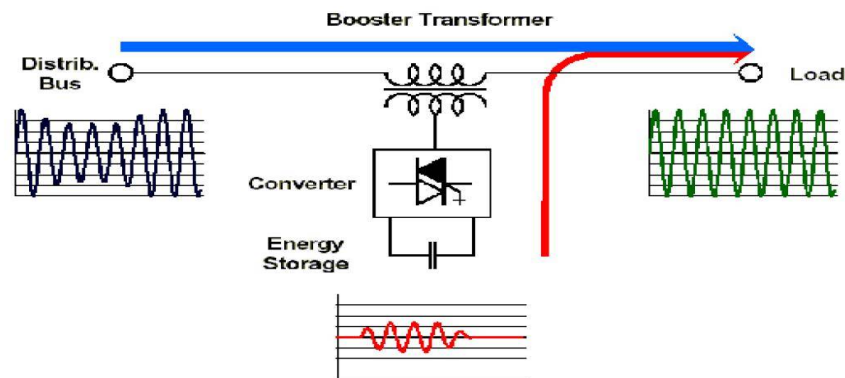 Booster Transformer
Distrib.
Bus
Load
Converter
Energy
Storage